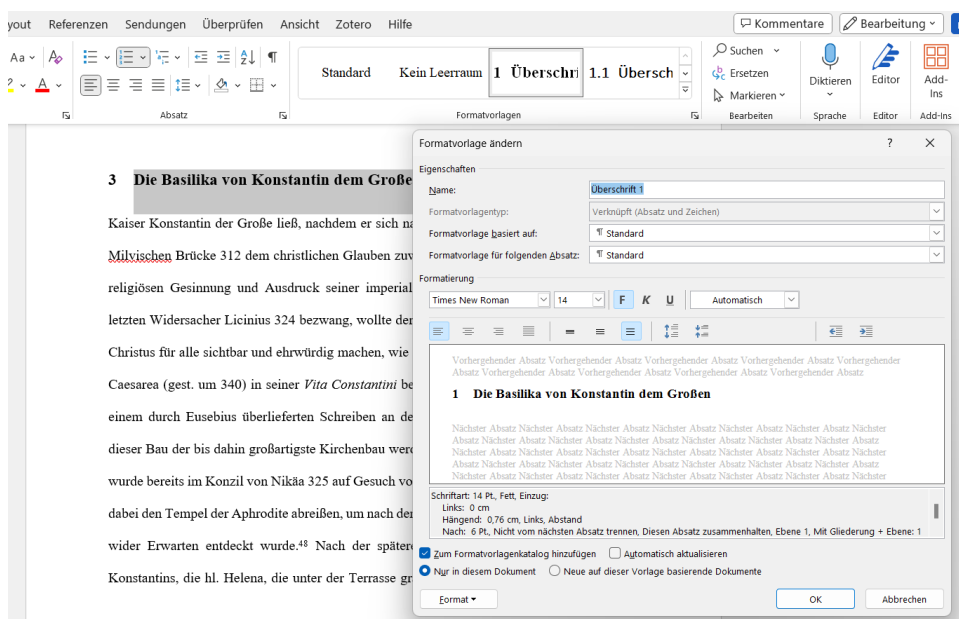 yout Referenzen Sendungen Überprüfen Ansicht Zotero Hilfe
Kommentare Bearbeitung
Aa
Standard Kein Leerraum 1 Überschri 1.1 Übersch
Suchen
Ersetzen
Markieren
Diktieren Editor Add-
Ins
Absatz Formatvorlagen Bearbeiten Sprache Editor Add-Ins
3 Die Basilika von Konstantin dem Große
Kaiser Konstantin der Große ließ, nachdem er sich na
Milvischen Brücke 312 dem christlichen Glauben zuv
religiösen Gesinnung und Ausdruck seiner imperial
letzten Widersacher Licinius 324 bezwang, wollte der
Christus für alle sichtbar und ehrwürdig machen, wie
Caesarea (gest. um 340) in seiner Vita Constantini be
einem durch Eusebius überlieferten Schreiben an de
dieser Bau der bis dahin großartigste Kirchenbau werd
wurde bereits im Konzil von Nikäa 325 auf Gesuch vo
dabei den Tempel der Aphrodite abreißen, um nach der
wider Erwarten entdeckt wurde.48 Nach der später
Konstantins, die hl. Helena, die unter der Terrasse gr
Formatvorlage ändern ?
Eigenschaften
Name: Überschrift 1
Formatvorlagentyp: Verknüpft (Absatz und Zeichen)
Formatvorlage basiert auf: ¶ Standard
Formatvorlage für folgenden Absatz: ¶ Standard
Formatierung
Times New Roman 14 F K U Automatisch
Vorhergehender Absatz Vorhergehender Absatz Vorhergehender Absatz Vorhergehender Absatz Vorhergehender
Absatz Vorhergehender Absatz Vorhergehender Absatz Vorhergehender Absatz Vorhergehender Absatz
1 Die Basilika von Konstantin dem Großen
Nächster Absatz Nächster Absatz Nächster Absatz Nächster Absatz Nächster Absatz Nächster Absatz Nächster
Absatz Nächster Absatz Nächster Absatz Nächster Absatz Nächster Absatz Nächster Absatz Nächster Absatz
Nächster Absatz Nächster Absatz Nächster Absatz Nächster Absatz Nächster Absatz Nächster Absatz Nächster
Absatz Nächster Absatz Nächster Absatz Nächster Absatz Nächster Absatz Nächster Absatz Nächster Absatz
Nächster Absatz Nächster Absatz Nächster Absatz Nächster Absatz Nächster Absatz Nächster Absatz Nächster
Schriftart: 14 Pt., Fett, Einzug:
Links: 0 cm
Hängend: 0,76 cm, Links, Abstand
Nach: 6 Pt., Nicht vom nächsten Absatz trennen, Diesen Absatz zusammenhalten, Ebene 1, Mit Gliederung + Ebene: 1
Zum Formatvorlagenkatalog hinzufügen Automatisch aktualisieren
Nur in diesem Dokument Neue auf dieser Vorlage basierende Dokumente
Format OK Abbrechen